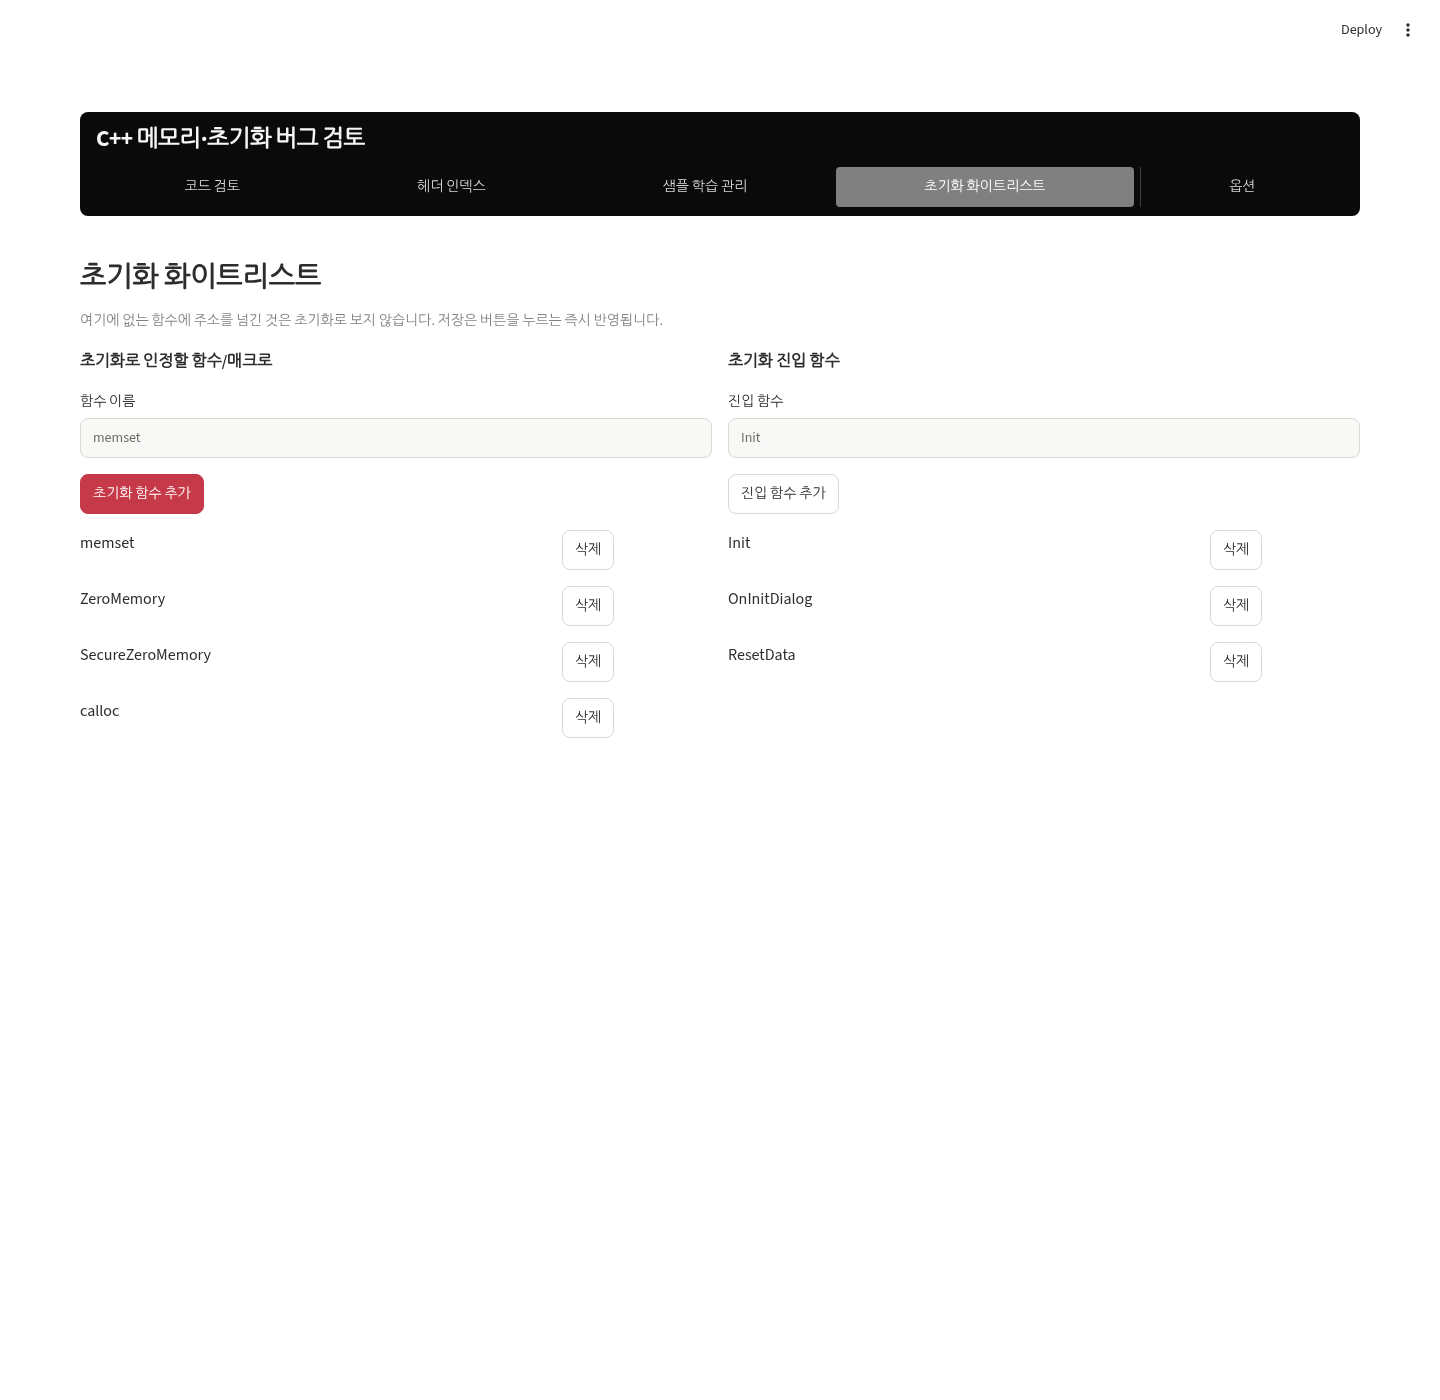 Deploy
C++ 메모리·초기화 버그 검토
코드 검토
헤더 인덱스
샘플 학습 관리
초기화 화이트리스트
옵션
초기화 화이트리스트
여기에 없는 함수에 주소를 넘긴 것은 초기화로 보지 않습니다. 저장은 버튼을 누르는 즉시 반영됩니다.
초기화로 인정할 함수/매크로
함수 이름
memset
초기화 함수 추가
memset
삭제
ZeroMemory
삭제
SecureZeroMemory
삭제
calloc
삭제
초기화 진입 함수
진입 함수
Init
진입 함수 추가
Init
삭제
OnInitDialog
삭제
ResetData
삭제